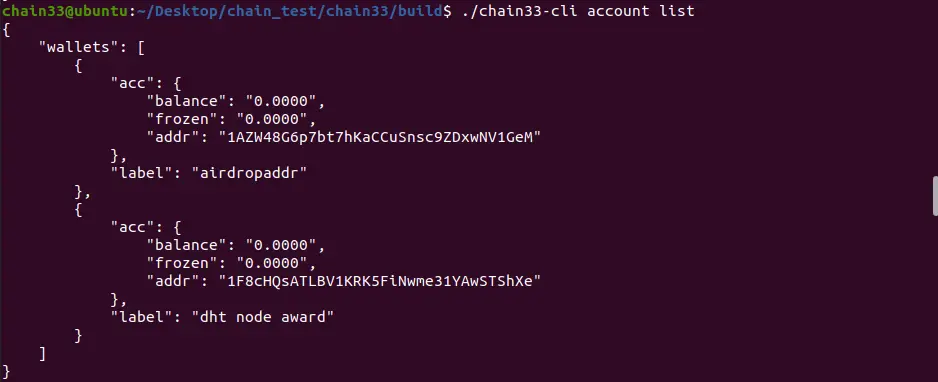 chain33@ubuntu:~/Desktop/chain_test/chain33/build$ ./chain33-cli account list
{
    "wallets": [
        {
            "acc": {
                "balance": "0.0000",
                "frozen": "0.0000",
                "addr": "1AZW48G6p7bt7hKaCCuSnsc9ZDxwNV1GeM"
            },
            "label": "airdropaddr"
        },
        {
            "acc": {
                "balance": "0.0000",
                "frozen": "0.0000",
                "addr": "1F8cHQsATLBV1KRK5FiNwme31YAwSTShXe"
            },
            "label": "dht node award"
        }
    ]
}